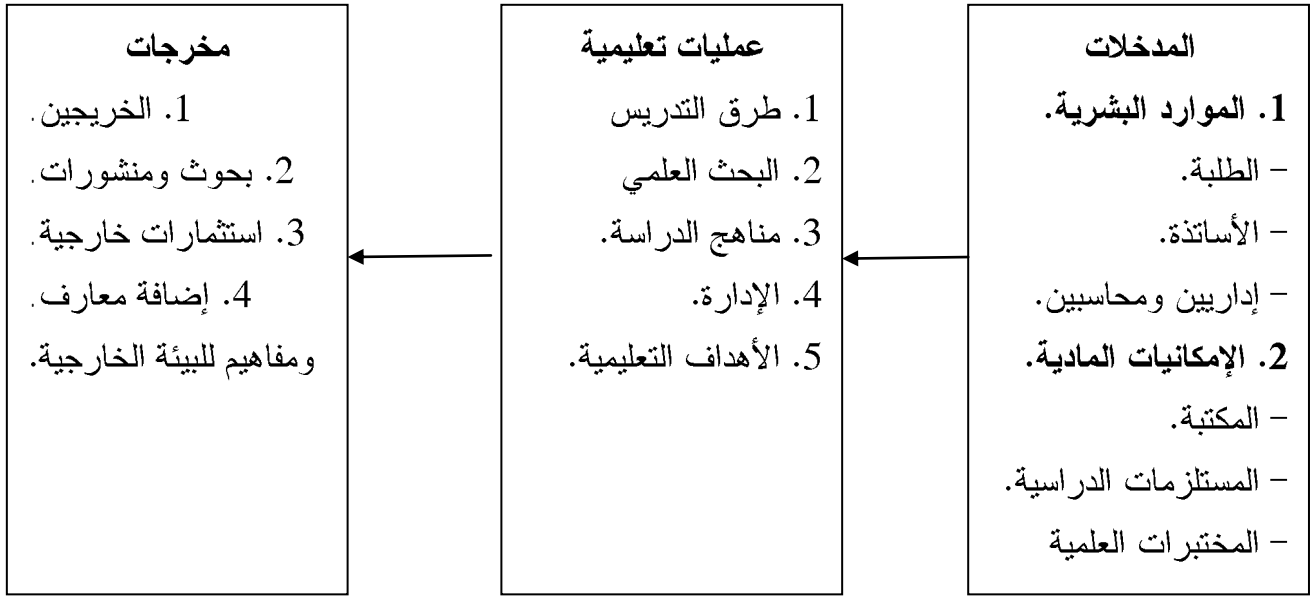 المدخلات
1. الموارد البشرية.
– الطلبة.
– الأساتذة.
– إداريين ومحاسبين.
2. الإمكانيات المادية.
– المكتبة.
– المستلزمات الدراسية.
– المختبرات العلمية
عمليات تعليمية
1. طرق التدريس
2. البحث العلمي
3. مناهج الدراسة.
4. الإدارة.
5. الأهداف التعليمية.
مخرجات
1. الخريجين.
2. بحوث ومنشورات.
3. استثمارات خارجية.
4. إضافة معارف.
ومفاهيم للبيئة الخارجية.